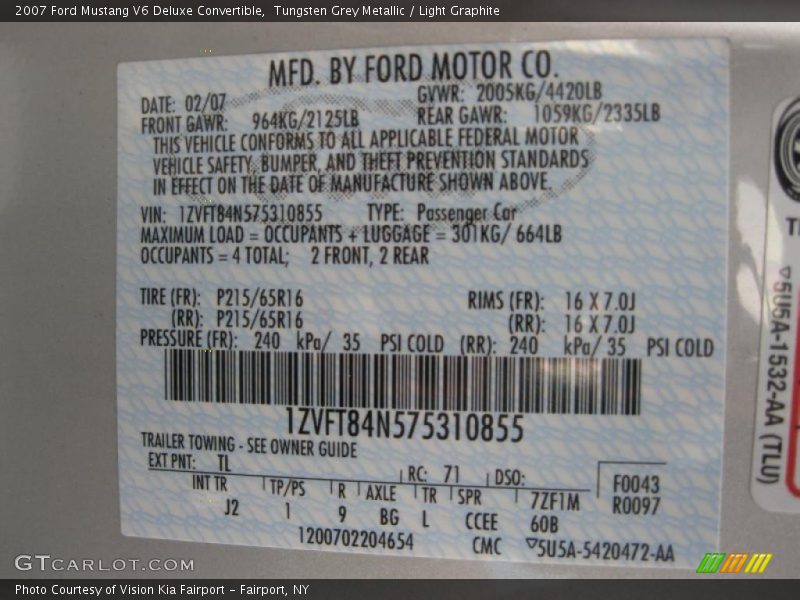 2007 Ford Mustang V6 Deluxe Convertible,  Tungsten Grey Metallic / Light Graphite
MFD. BY FORD MOTOR CO.
DATE: 02/07 GVWR: 2005KG/4420LB
FRONT GAWR: 964KG/2125LB REAR GAWR: 1059KG/2335LB
THIS VEHICLE CONFORMS TO ALL APPLICABLE FEDERAL MOTOR
VEHICLE SAFETY, BUMPER, AND THEFT PREVENTION STANDARDS
IN EFFECT ON THE DATE OF MANUFACTURE SHOWN ABOVE.
VIN: 1ZVFT84N575310855 TYPE: Passenger Car
MAXIMUM LOAD = OCCUPANTS + LUGGAGE = 301KG/ 664LB
OCCUPANTS = 4 TOTAL; 2 FRONT, 2 REAR
TIRE (FR): P215/65R16 RIMS (FR): 16 X 7.0J
(RR): P215/65R16 (RR): 16 X 7.0J
PRESSURE (FR): 240 kPa/ 35 PSI COLD (RR): 240 kPa/ 35 PSI COLD
1ZVFT84N575310855
TRAILER TOWING - SEE OWNER GUIDE
EXT PNT: TL RC: 71 DSO: F0043
INT TR TP/PS R AXLE TR SPR 7ZF1M R0097
J2 1 9 BG L CCEE 60B
1200702204654 CMC ▽5U5A-5420472-AA
▽5U5A-1532-AA (TLU)
GTCARLOT.COM
Photo Courtesy of Vision Kia Fairport – Fairport, NY